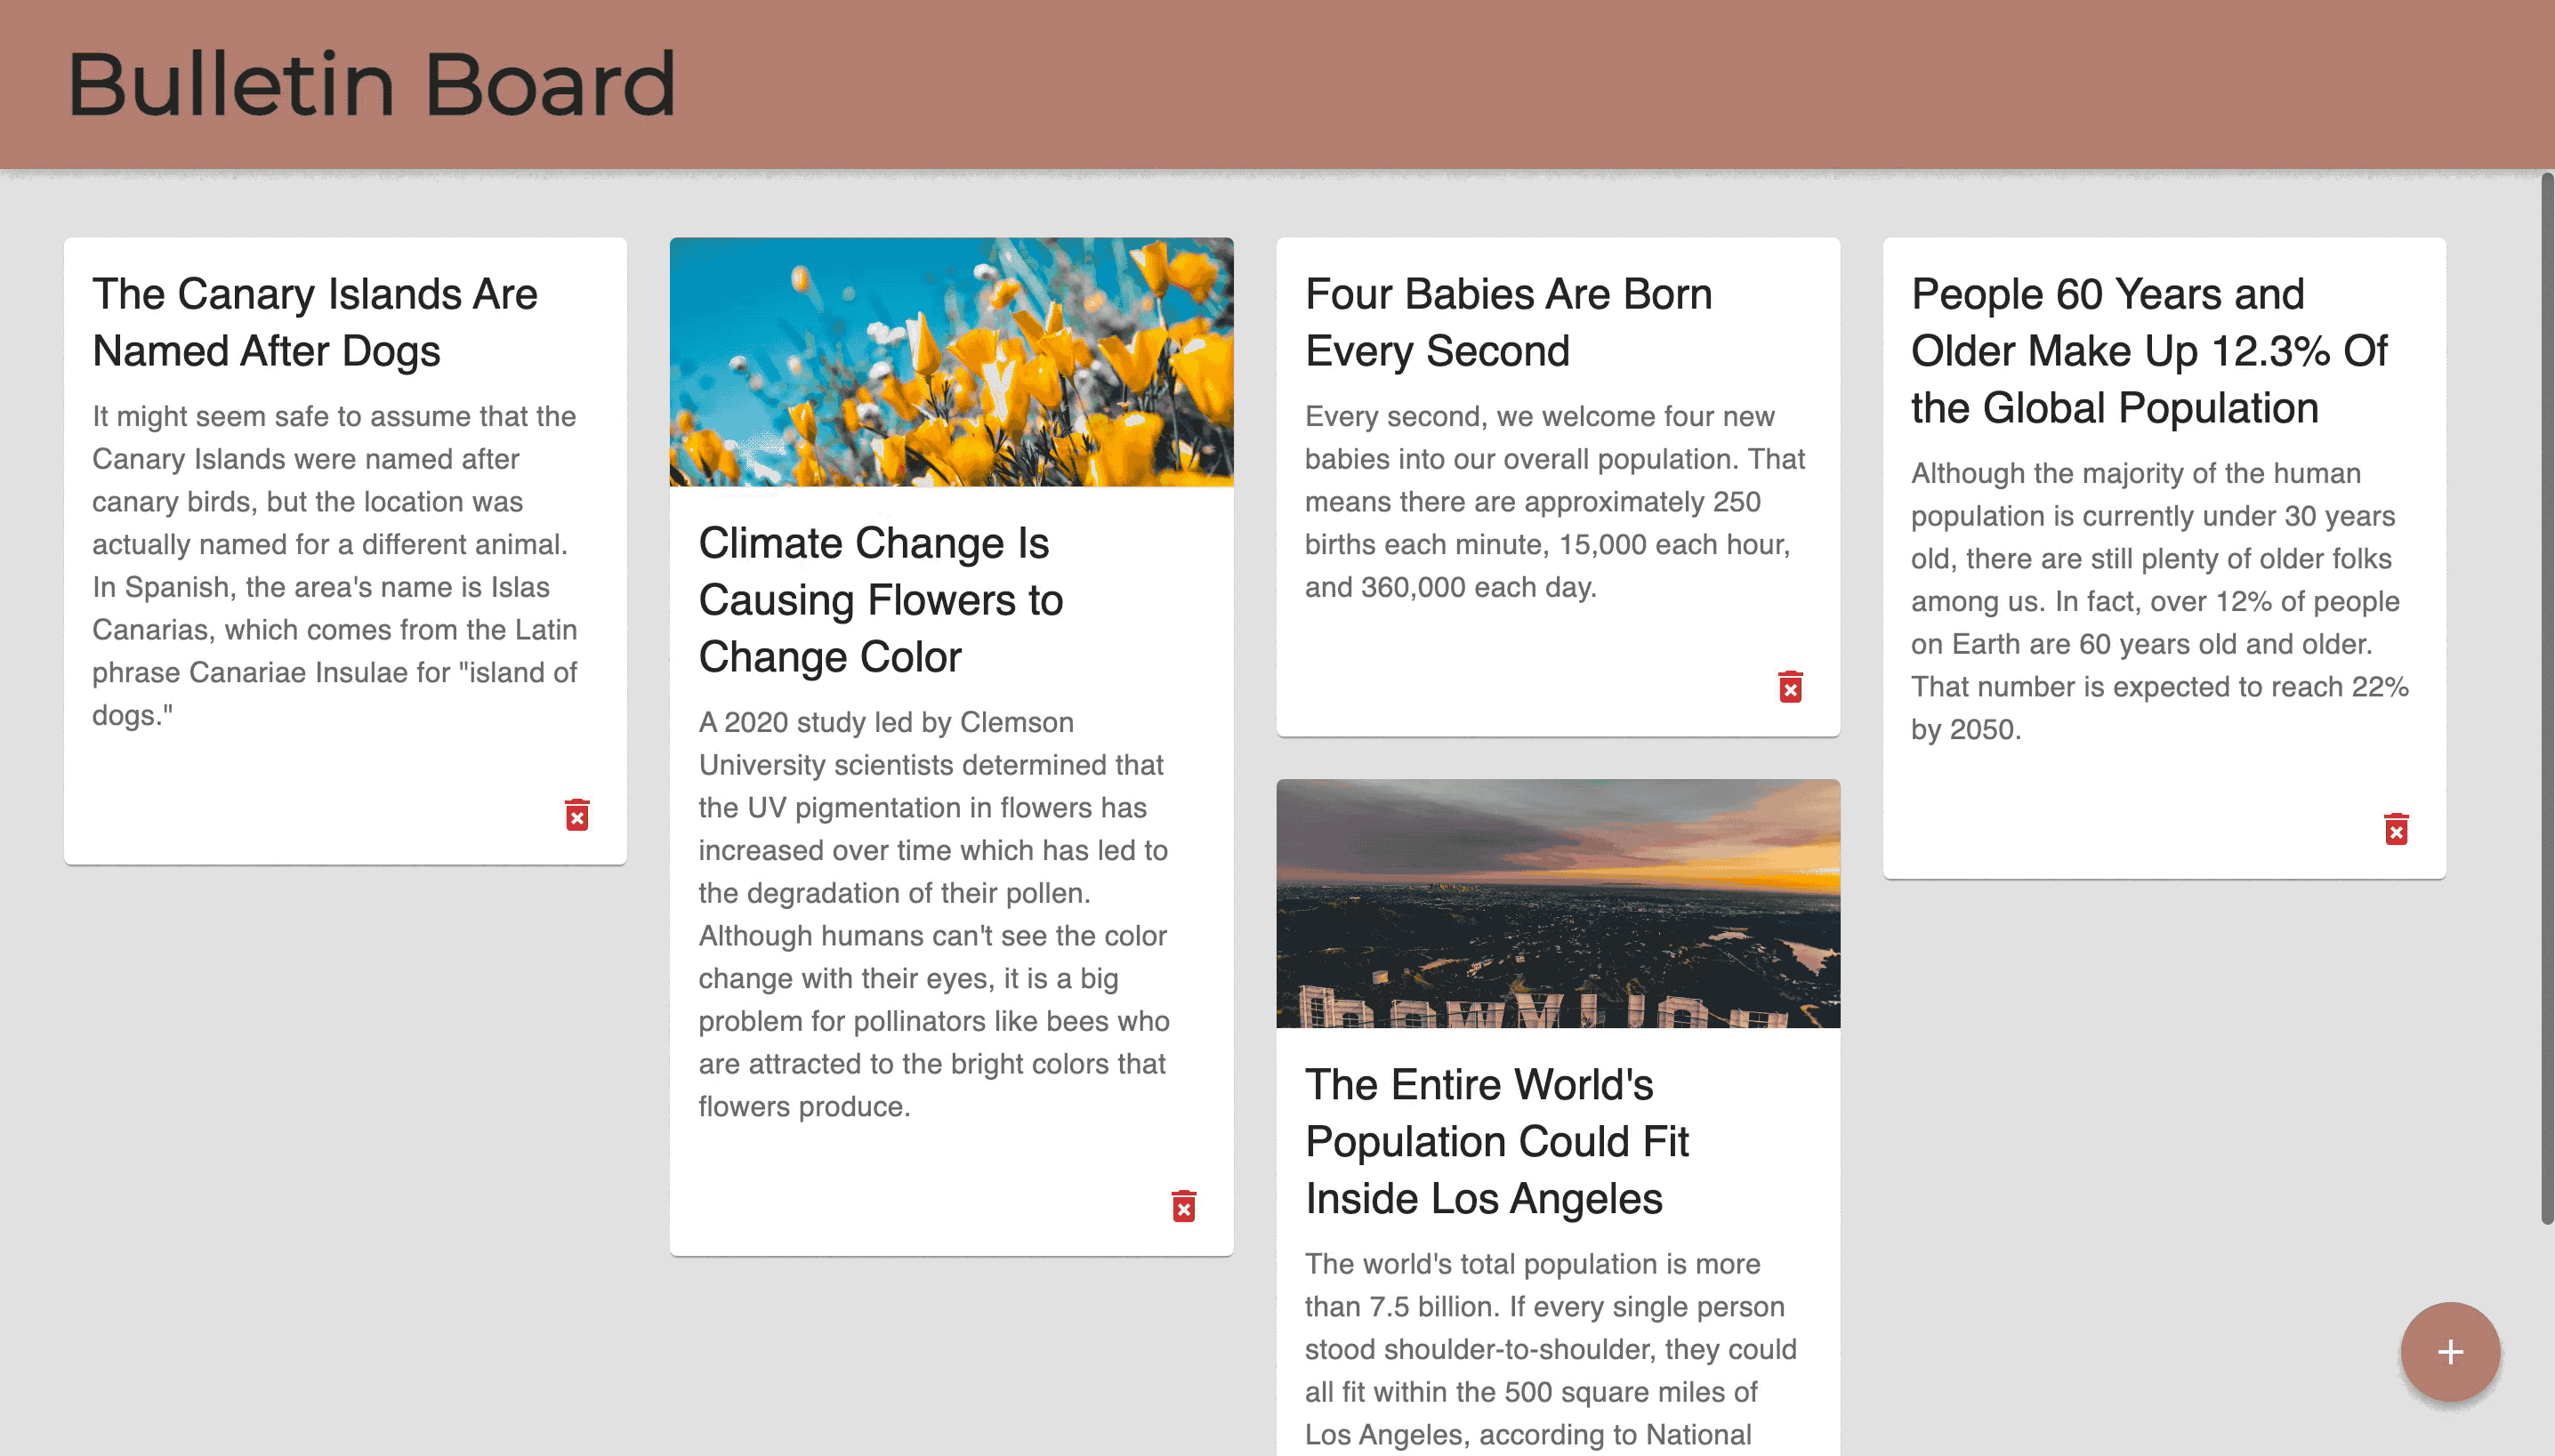 Bulletin Board
The Canary Islands Are
Named After Dogs
It might seem safe to assume that the
Canary Islands were named after
canary birds, but the location was
actually named for a different animal.
In Spanish, the area's name is Islas
Canarias, which comes from the Latin
phrase Canariae Insulae for "island of
dogs."
Climate Change Is
Causing Flowers to
Change Color
A 2020 study led by Clemson
University scientists determined that
the UV pigmentation in flowers has
increased over time which has led to
the degradation of their pollen.
Although humans can't see the color
change with their eyes, it is a big
problem for pollinators like bees who
are attracted to the bright colors that
flowers produce.
Four Babies Are Born
Every Second
Every second, we welcome four new
babies into our overall population. That
means there are approximately 250
births each minute, 15,000 each hour,
and 360,000 each day.
The Entire World's
Population Could Fit
Inside Los Angeles
The world's total population is more
than 7.5 billion. If every single person
stood shoulder-to-shoulder, they could
all fit within the 500 square miles of
Los Angeles, according to National
People 60 Years and
Older Make Up 12.3% Of
the Global Population
Although the majority of the human
population is currently under 30 years
old, there are still plenty of older folks
among us. In fact, over 12% of people
on Earth are 60 years old and older.
That number is expected to reach 22%
by 2050.
+